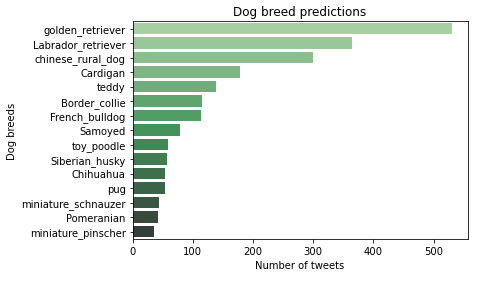 Dog breed predictions
golden_retriever
Labrador_retriever
chinese_rural_dog
Cardigan
teddy
Border_collie
French_bulldog
Samoyed
toy_poodle
Siberian_husky
Chihuahua
pug
miniature_schnauzer
Pomeranian
miniature_pinscher
Dog breeds
0 100 200 300 400 500
Number of tweets